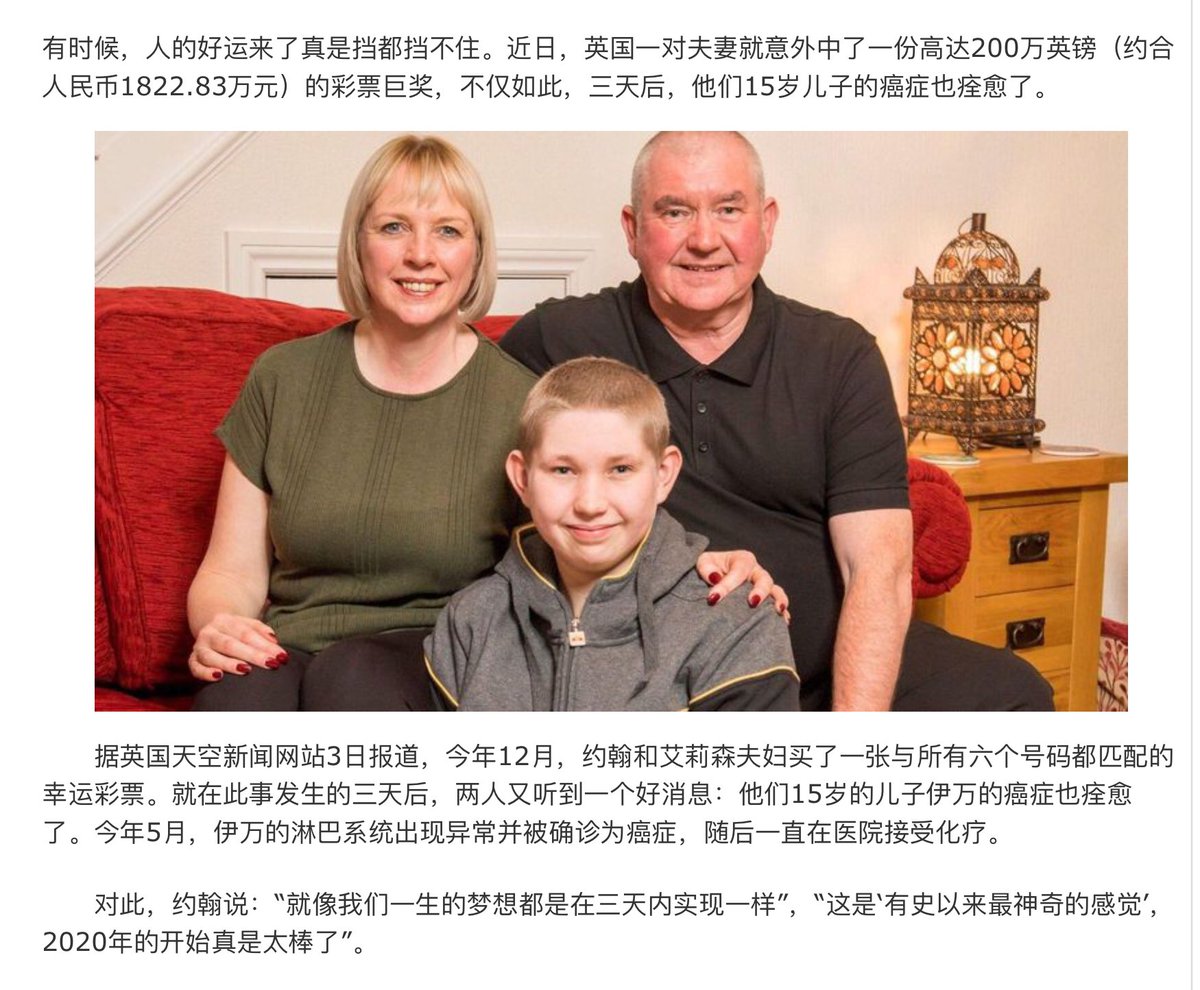 有时候，人的好运来了真是挡都挡不住。近日，英国一对夫妻就意外中了一份高达200万英镑（约合
人民币1822.83万元）的彩票巨奖，不仅如此，三天后，他们15岁儿子的癌症也痊愈了。
据英国天空新闻网站3日报道，今年12月，约翰和艾莉森夫妇买了一张与所有六个号码都匹配的
幸运彩票。就在此事发生的三天后，两人又听到一个好消息：他们15岁的儿子伊万的癌症也痊愈
了。今年5月，伊万的淋巴系统出现异常并被确诊为癌症，随后一直在医院接受化疗。
对此，约翰说：“就像我们一生的梦想都是在三天内实现一样”，“这是‘有史以来最神奇的感觉’，
2020年的开始真是太棒了”。